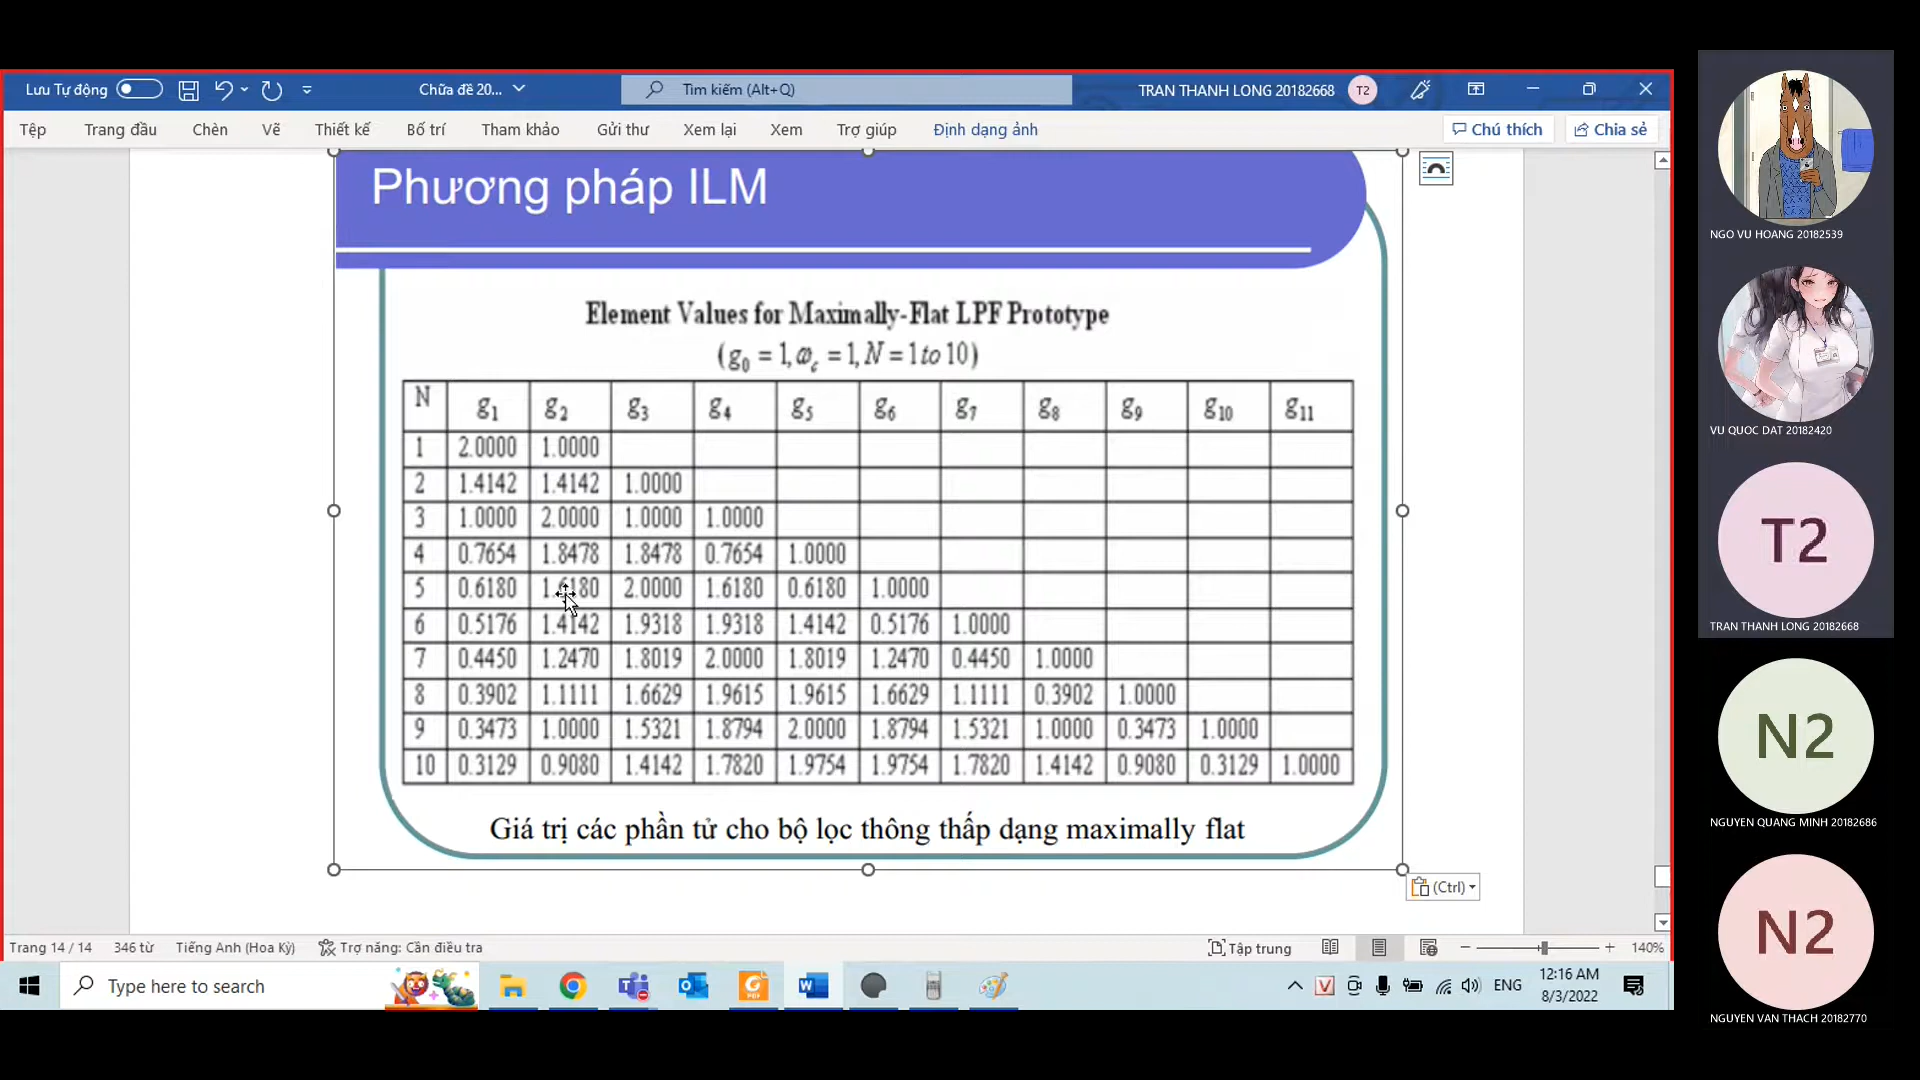 Lưu Tự động
Chữa đề 20...
Tìm kiếm (Alt+Q)
TRAN THANH LONG 20182668
T2
Tệp Trang đầu Chèn Vẽ Thiết kế Bố trí Tham khảo Gửi thư Xem lại Xem Trợ giúp Định dạng ảnh
Chú thích
Chia sẻ
Phương pháp ILM
Element Values for Maximally-Flat LPF Prototype
(g₀ = 1, ω꜀ = 1, N = 1 to 10)
N g₁ g₂ g₃ g₄ g₅ g₆ g₇ g₈ g₉ g₁₀ g₁₁
1 2.0000 1.0000
2 1.4142 1.4142 1.0000
3 1.0000 2.0000 1.0000 1.0000
4 0.7654 1.8478 1.8478 0.7654 1.0000
5 0.6180 1.6180 2.0000 1.6180 0.6180 1.0000
6 0.5176 1.4142 1.9318 1.9318 1.4142 0.5176 1.0000
7 0.4450 1.2470 1.8019 2.0000 1.8019 1.2470 0.4450 1.0000
8 0.3902 1.1111 1.6629 1.9615 1.9615 1.6629 1.1111 0.3902 1.0000
9 0.3473 1.0000 1.5321 1.8794 2.0000 1.8794 1.5321 1.0000 0.3473 1.0000
10 0.3129 0.9080 1.4142 1.7820 1.9754 1.9754 1.7820 1.4142 0.9080 0.3129 1.0000
Giá trị các phần tử cho bộ lọc thông thấp dạng maximally flat
(Ctrl)
Trang 14 / 14 346 từ Tiếng Anh (Hoa Kỳ) Trợ năng: Cần điều tra
Tập trung
140%
Type here to search
ENG
12:16 AM
8/3/2022
NGO VU HOANG 20182539
VU QUOC DAT 20182420
T2
TRAN THANH LONG 20182668
N2
NGUYEN QUANG MINH 20182686
N2
NGUYEN VAN THACH 20182770